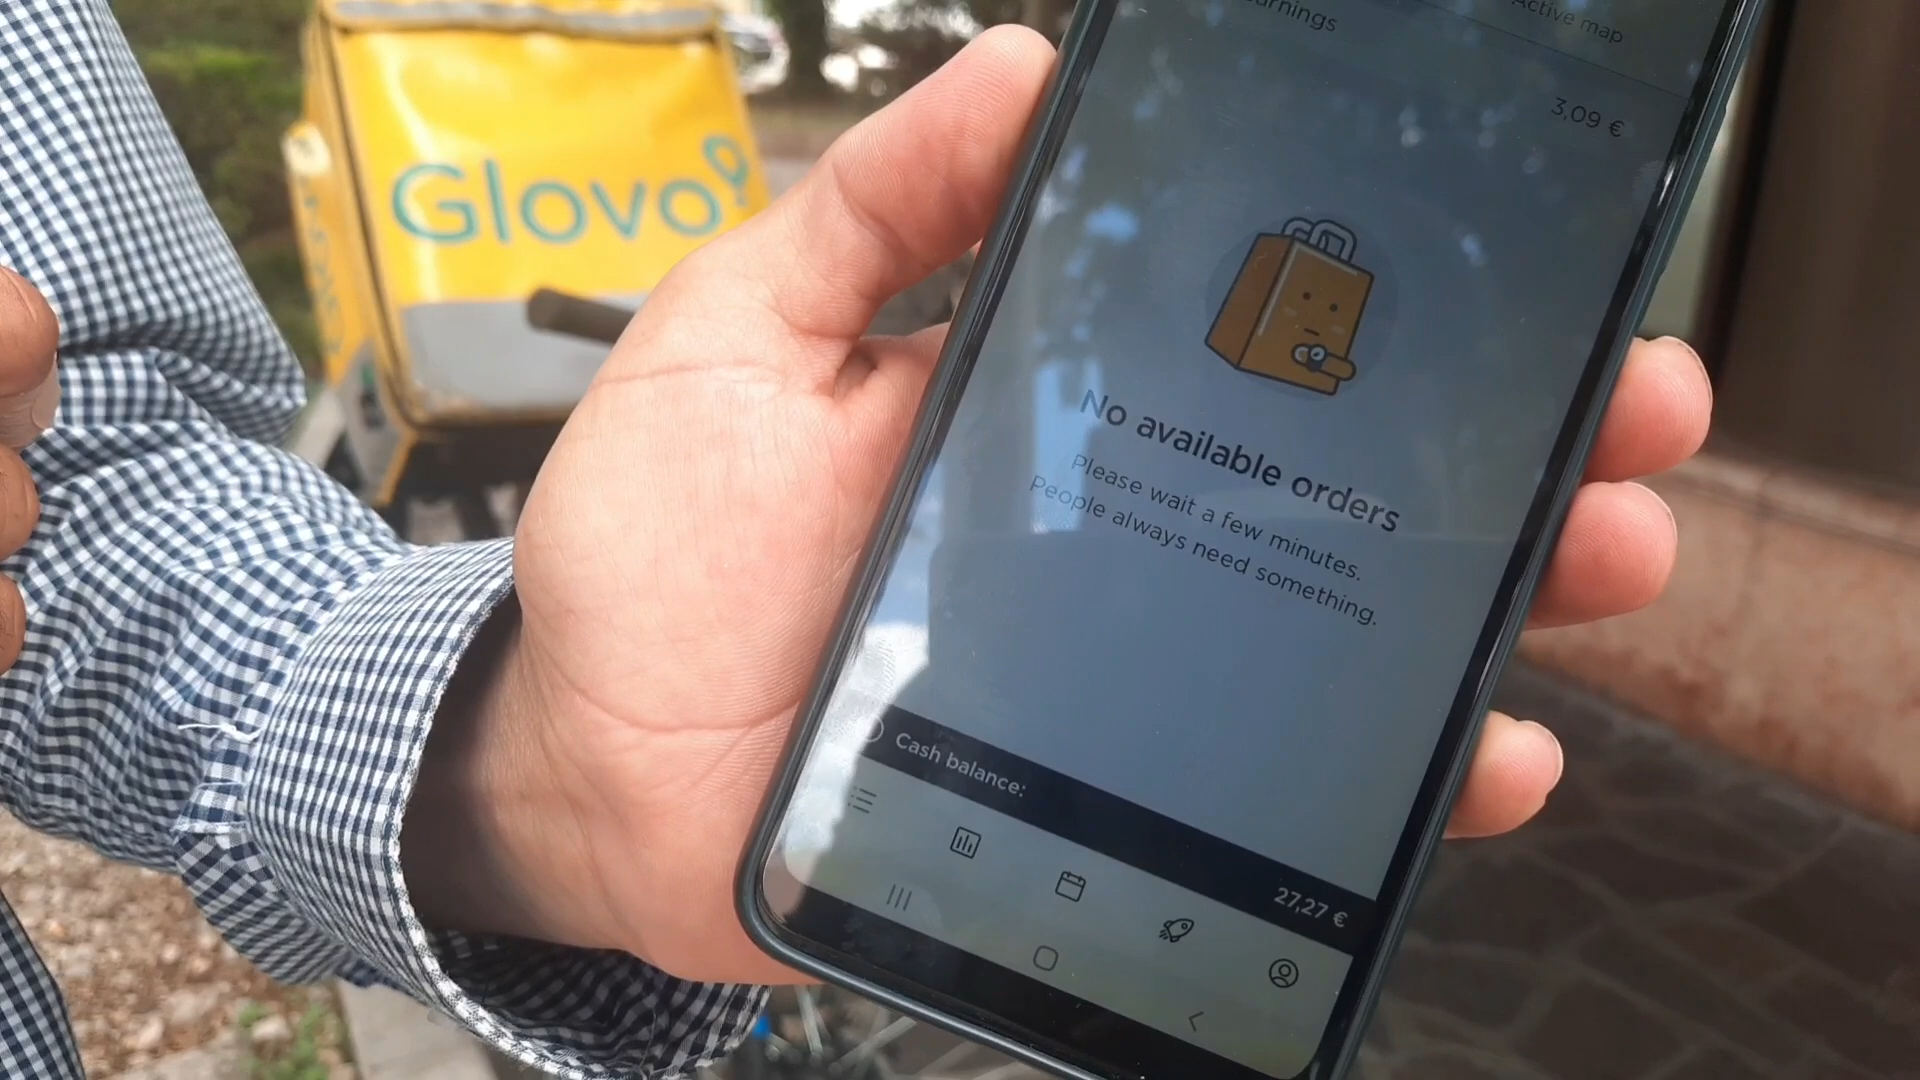 Glovo
Active map
3,09 €
No available orders
Please wait a few minutes.
People always need something.
Cash balance:
27,27 €